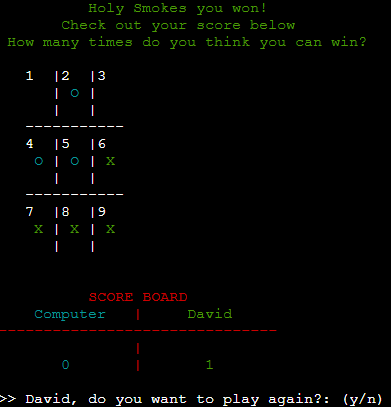 Holy Smokes you won!
Check out your score below
How many times do you think you can win?
1 |2 |3
| O |
| |
-----------
4 |5 |6
O | O | X
| |
-----------
7 |8 |9
X | X | X
| |
SCORE BOARD
Computer | David
-------------------------------
|
0 | 1
>> David, do you want to play again?: (y/n)